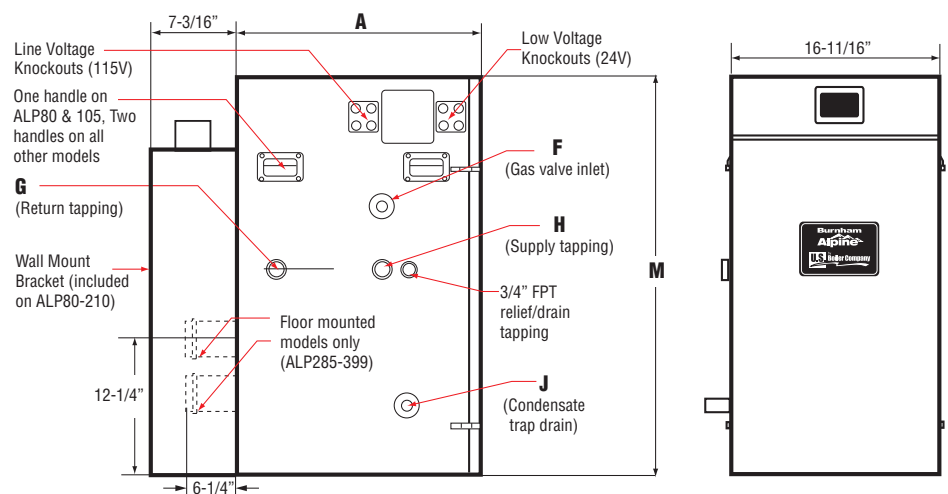 7-3/16”
A
Line Voltage
Knockouts (115V)
Low Voltage
Knockouts (24V)
16-11/16”
One handle on
ALP80 & 105, Two
handles on all
other models
F
(Gas valve inlet)
G
(Return tapping)
H
(Supply tapping)
M
Wall Mount
Bracket (included
on ALP80-210)
3/4” FPT
relief/drain
tapping
Floor mounted
models only
(ALP285-399)
12-1/4”
J
(Condensate
trap drain)
6-1/4”
Burnham
Alpine
U.S. Boiler Company